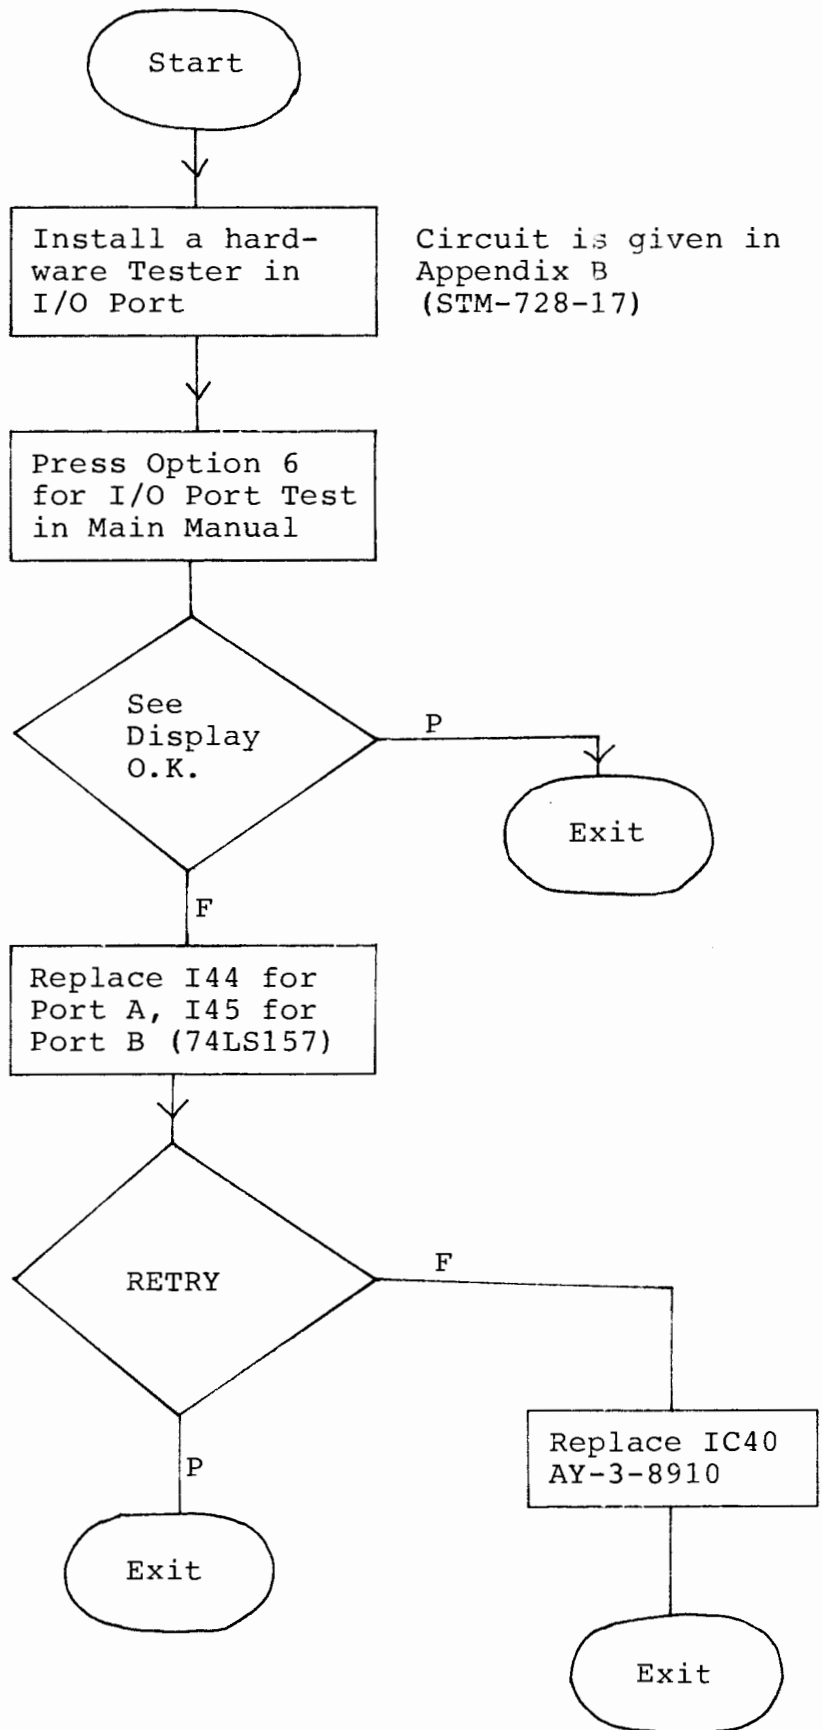 Start
Install a hard-
ware Tester in
I/O Port
Circuit is given in
Appendix B
(STM-728-17)
Press Option 6
for I/O Port Test
in Main Manual
See
Display
O.K.
P
Exit
F
Replace I44 for
Port A, I45 for
Port B (74LS157)
RETRY
F
P
Replace IC40
AY-3-8910
Exit
Exit